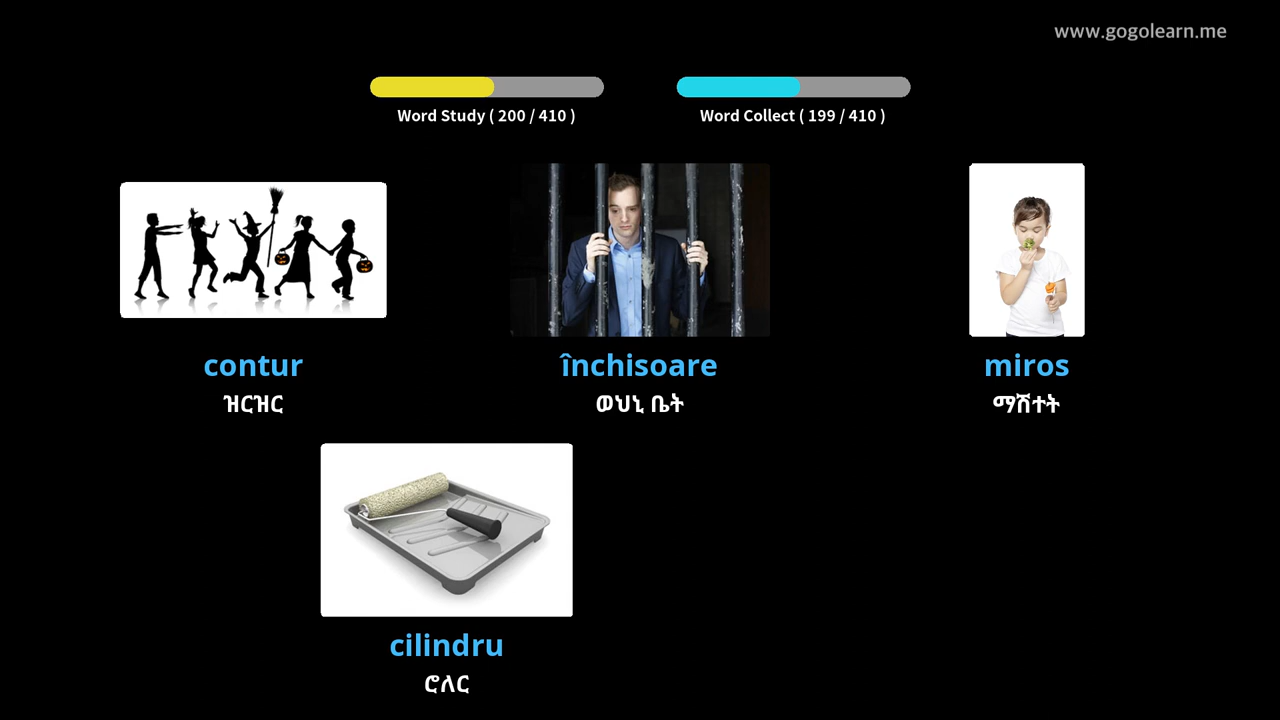 www.gogolearn.me
Word Study ( 200 / 410 )
Word Collect ( 199 / 410 )
contur
ዝርዝር
închisoare
ወህኒ ቤት
miros
ማሽተት
cilindru
ሮለር